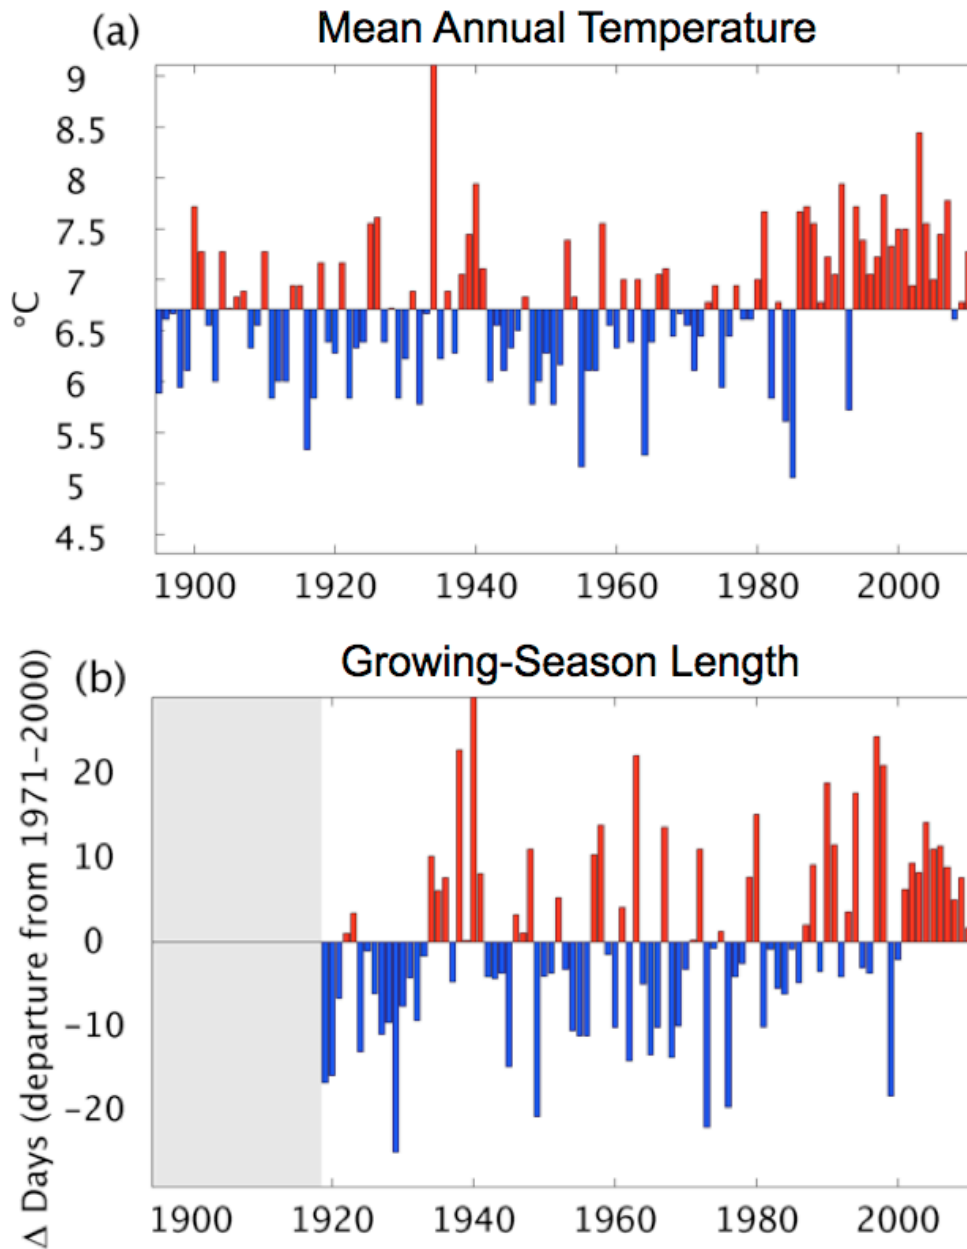 (a) Mean Annual Temperature
9
8.5
8
7.5
7
6.5
6
5.5
5
4.5
°C
1900 1920 1940 1960 1980 2000
(b) Growing-Season Length
20
10
0
−10
−20
Δ Days (departure from 1971–2000)
1900 1920 1940 1960 1980 2000